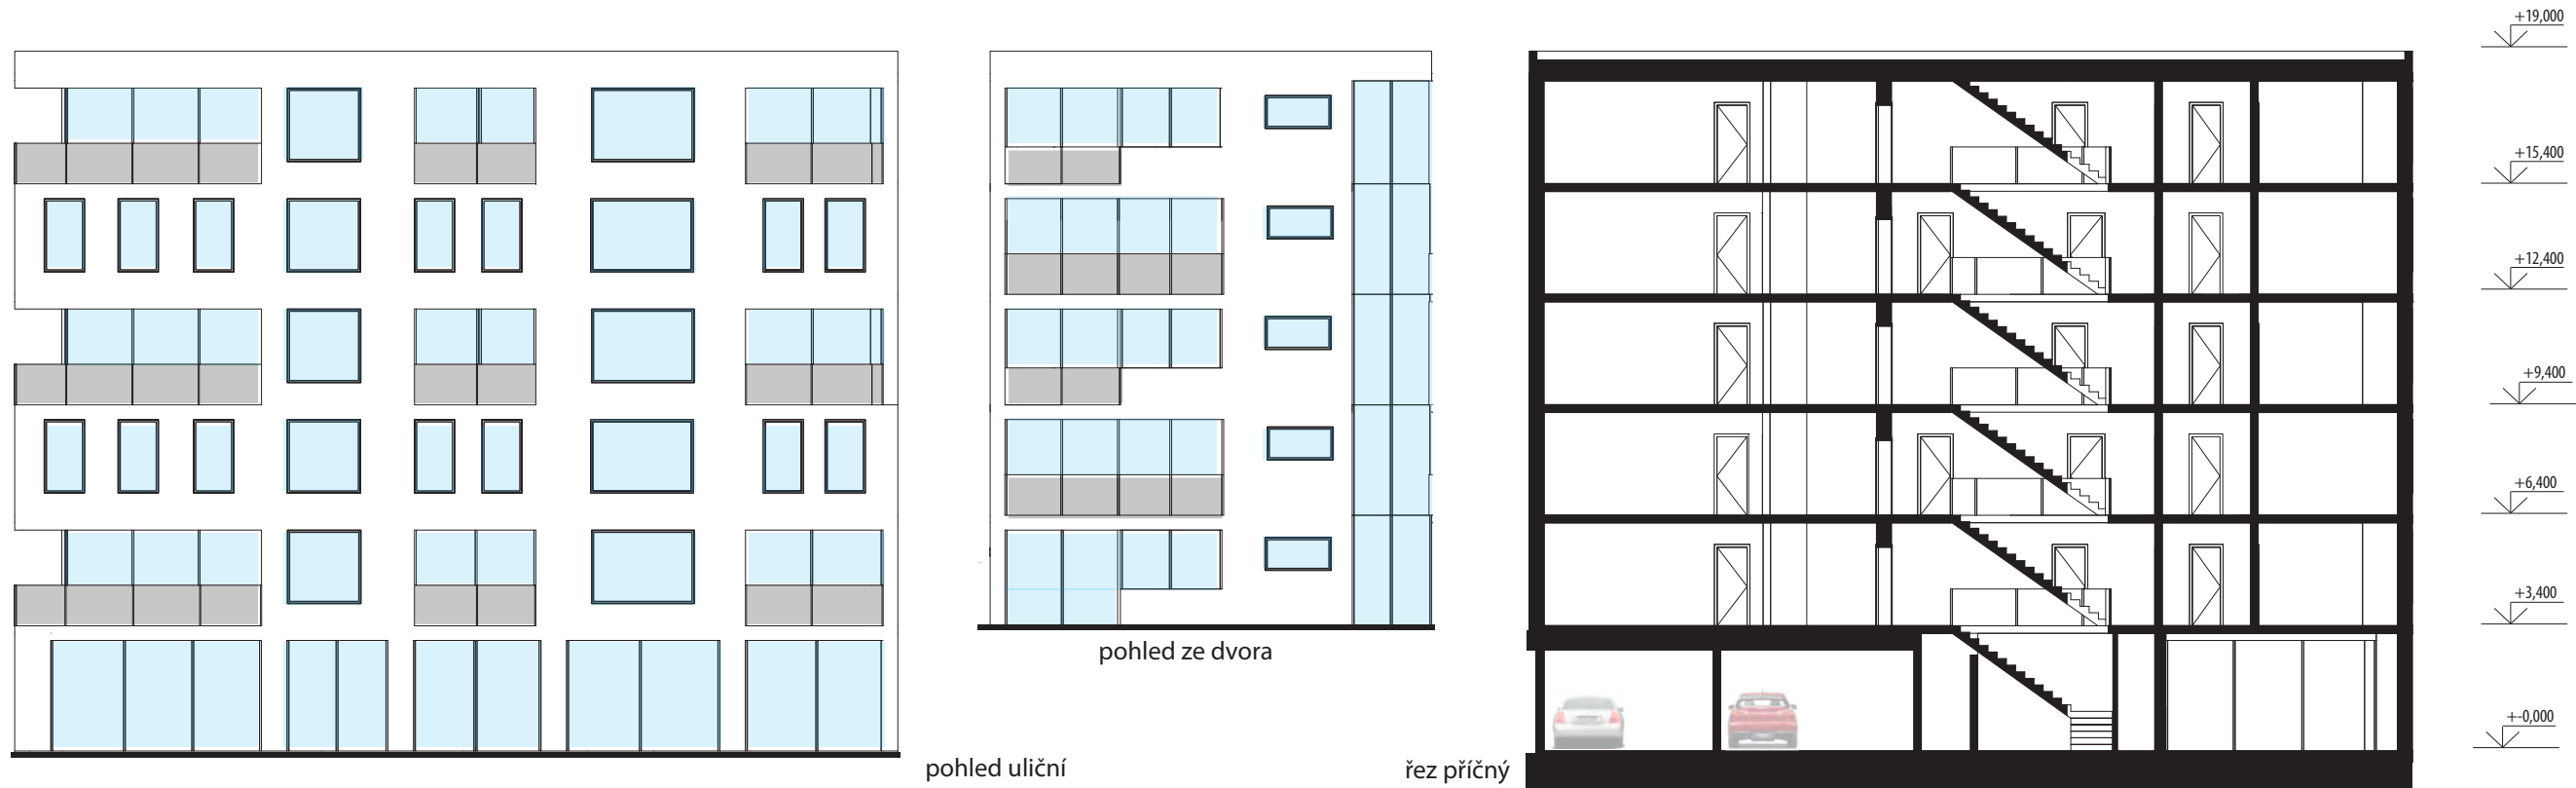 +19,000
+15,400
+12,400
+9,400
+6,400
+3,400
+-0,000
pohled ze dvora
pohled uliční
řez příčný